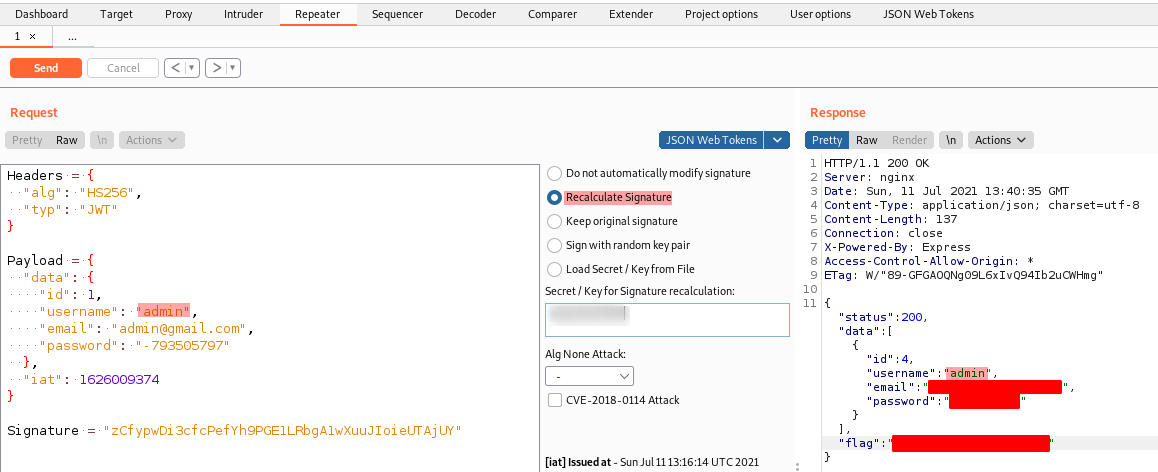 Dashboard Target Proxy Intruder Repeater Sequencer Decoder Comparer Extender Project options User options JSON Web Tokens
1 × ...
Send Cancel < ▾ > ▾
Request
Pretty Raw \n Actions
JSON Web Tokens
Headers = {
"alg": "HS256",
"typ": "JWT"
}
Payload = {
"data": {
"id": 1,
"username": "admin",
"email": "admin@gmail.com",
"password": "-793505797"
},
"iat": 1626009374
}
Signature = "zCfypwDi3cfcPefYh9PGE1LRbgA1wXuuJIoieUTAjUY"
Do not automatically modify signature
Recalculate Signature
Keep original signature
Sign with random key pair
Load Secret / Key from File
Secret / Key for Signature recalculation:
Alg None Attack:
-
CVE-2018-0114 Attack
[iat] Issued at - Sun Jul 11 13:16:14 UTC 2021
Response
Pretty Raw Render \n Actions
1 HTTP/1.1 200 OK
2 Server: nginx
3 Date: Sun, 11 Jul 2021 13:40:35 GMT
4 Content-Type: application/json; charset=utf-8
5 Content-Length: 137
6 Connection: close
7 X-Powered-By: Express
8 Access-Control-Allow-Origin: *
9 ETag: W/"89-GFGAOQNg09L6xIvQ94Ib2uCWHmg"
10
11 {
"status":200,
"data":[
{
"id":4,
"username":"admin",
"email":" ",
"password":" "
}
],
"flag":" "
}